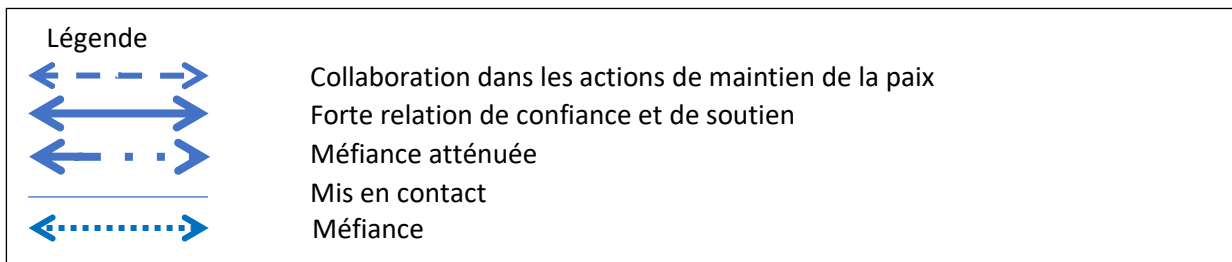 Légende
Collaboration dans les actions de maintien de la paix
Forte relation de confiance et de soutien
Méfiance atténuée
Mis en contact
Méfiance